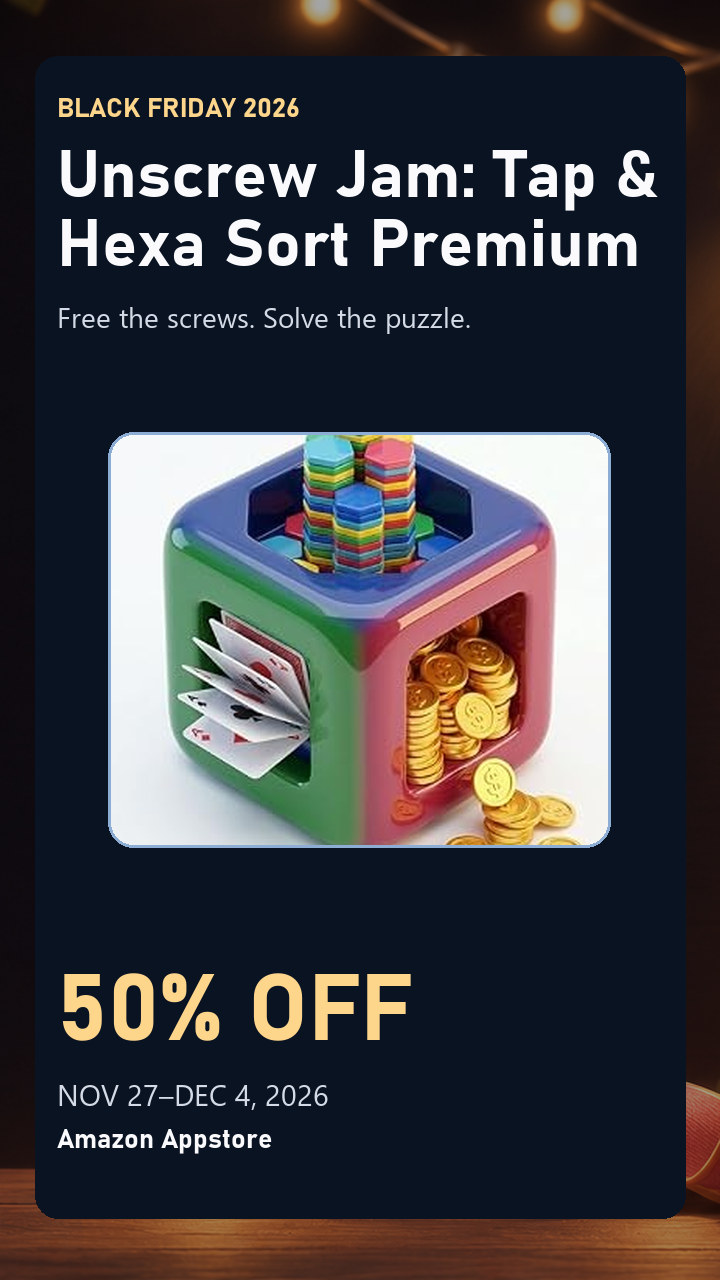 BLACK FRIDAY 2026
Unscrew Jam: Tap &
Hexa Sort Premium
Free the screws. Solve the puzzle.
50% OFF
NOV 27–DEC 4, 2026
Amazon Appstore